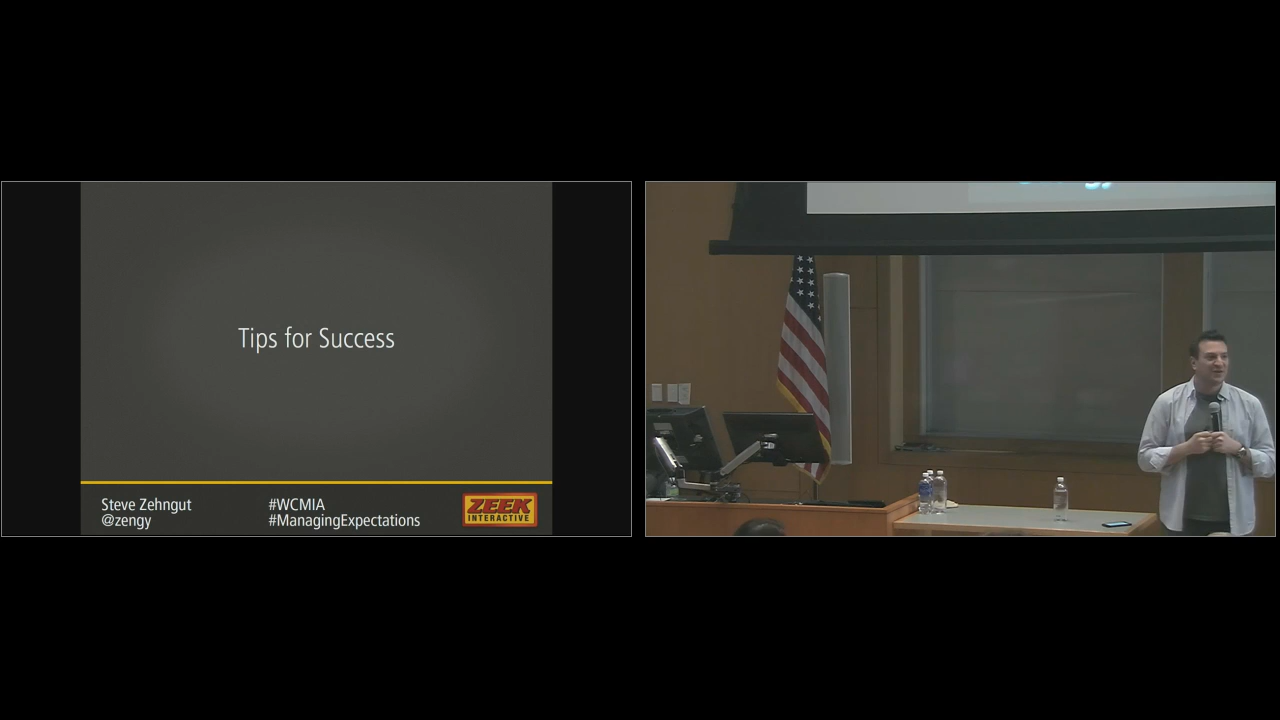 Tips for Success
Steve Zehngut
@zengy
#WCMIA
#ManagingExpectations
ZEEK
INTERACTIVE